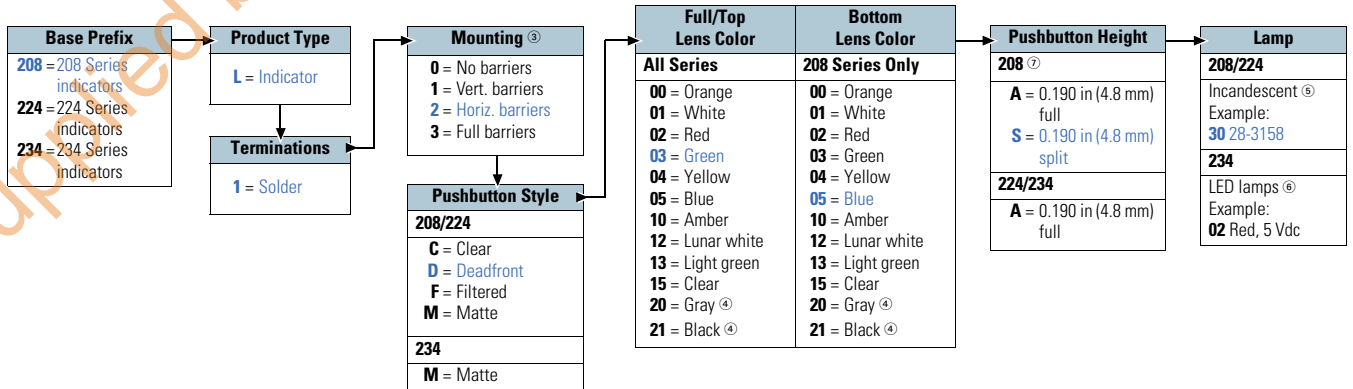 Base Prefix
208 = 208 Series
indicators
224 = 224 Series
indicators
234 = 234 Series
indicators
Product Type
L = Indicator
Terminations
1 = Solder
Mounting ③
0 = No barriers
1 = Vert. barriers
2 = Horiz. barriers
3 = Full barriers
Pushbutton Style
208/224
C = Clear
D = Deadfront
F = Filtered
M = Matte
234
M = Matte
Full/Top
Lens Color
All Series
00 = Orange
01 = White
02 = Red
03 = Green
04 = Yellow
05 = Blue
10 = Amber
12 = Lunar white
13 = Light green
15 = Clear
20 = Gray ④
21 = Black ④
Bottom
Lens Color
208 Series Only
00 = Orange
01 = White
02 = Red
03 = Green
04 = Yellow
05 = Blue
10 = Amber
12 = Lunar white
13 = Light green
15 = Clear
20 = Gray ④
21 = Black ④
Pushbutton Height
208 ⑦
A = 0.190 in (4.8 mm)
full
S = 0.190 in (4.8 mm)
split
224/234
A = 0.190 in (4.8 mm)
full
Lamp
208/224
Incandescent ⑤
Example:
30 28-3158
234
LED lamps ⑥
Example:
02 Red, 5 Vdc